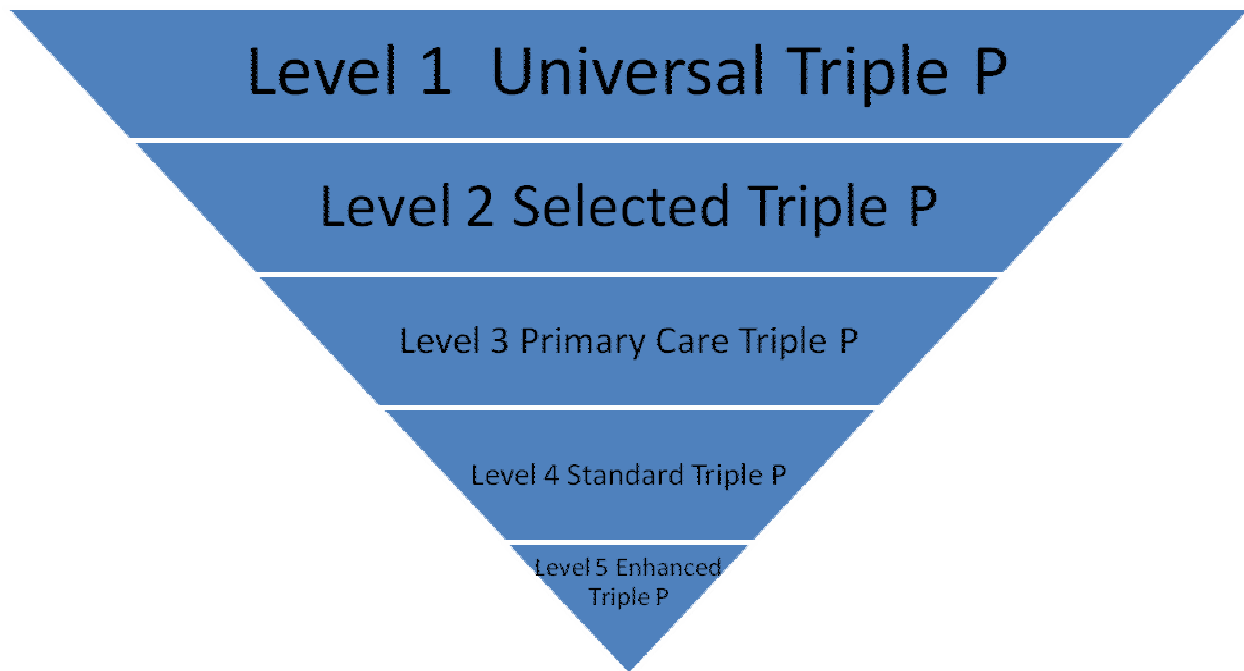 Level 1  Universal Triple P
Level 2 Selected Triple P
Level 3 Primary Care Triple P
Level 4 Standard Triple P
Level 5 Enhanced
Triple P